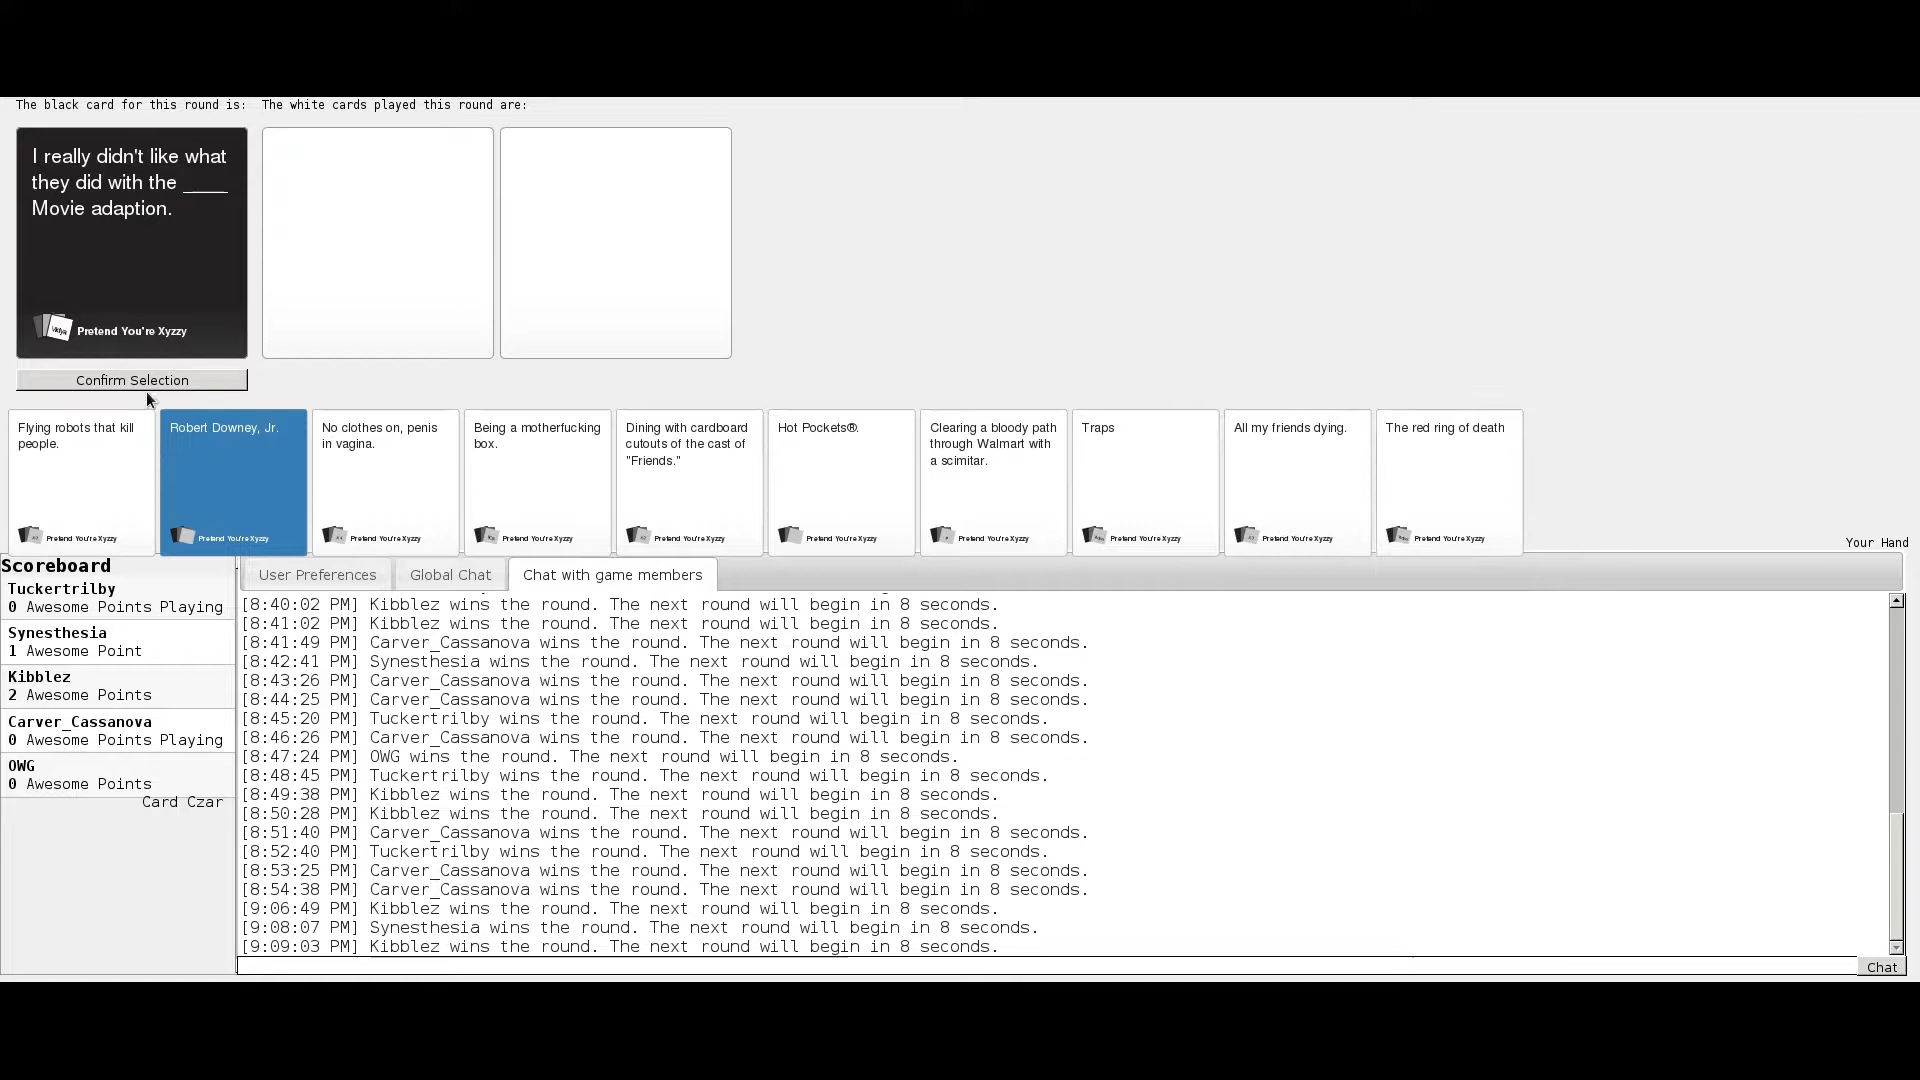 The black card for this round is:
The white cards played this round are:
I really didn't like what
they did with the ____
Movie adaption.
Vidya
Pretend You're Xyzzy
Confirm Selection
Flying robots that kill
people.
Pretend You're Xyzzy
Robert Downey, Jr.
Pretend You're Xyzzy
No clothes on, penis
in vagina.
Pretend You're Xyzzy
Being a motherfucking
box.
Pretend You're Xyzzy
Dining with cardboard
cutouts of the cast of
"Friends."
Pretend You're Xyzzy
Hot Pockets®.
Pretend You're Xyzzy
Clearing a bloody path
through Walmart with
a scimitar.
Pretend You're Xyzzy
Traps
Pretend You're Xyzzy
All my friends dying.
Pretend You're Xyzzy
The red ring of death
Pretend You're Xyzzy
Your Hand
Scoreboard
Tuckertrilby
0 Awesome Points Playing
Synesthesia
1 Awesome Point
Kibblez
2 Awesome Points
Carver_Cassanova
0 Awesome Points Playing
OWG
0 Awesome Points
Card Czar
User Preferences
Global Chat
Chat with game members
[8:40:02 PM] Kibblez wins the round. The next round will begin in 8 seconds.
[8:41:02 PM] Kibblez wins the round. The next round will begin in 8 seconds.
[8:41:49 PM] Carver_Cassanova wins the round. The next round will begin in 8 seconds.
[8:42:41 PM] Synesthesia wins the round. The next round will begin in 8 seconds.
[8:43:26 PM] Carver_Cassanova wins the round. The next round will begin in 8 seconds.
[8:44:25 PM] Carver_Cassanova wins the round. The next round will begin in 8 seconds.
[8:45:20 PM] Tuckertrilby wins the round. The next round will begin in 8 seconds.
[8:46:26 PM] Carver_Cassanova wins the round. The next round will begin in 8 seconds.
[8:47:24 PM] OWG wins the round. The next round will begin in 8 seconds.
[8:48:45 PM] Tuckertrilby wins the round. The next round will begin in 8 seconds.
[8:49:38 PM] Kibblez wins the round. The next round will begin in 8 seconds.
[8:50:28 PM] Kibblez wins the round. The next round will begin in 8 seconds.
[8:51:40 PM] Carver_Cassanova wins the round. The next round will begin in 8 seconds.
[8:52:40 PM] Tuckertrilby wins the round. The next round will begin in 8 seconds.
[8:53:25 PM] Carver_Cassanova wins the round. The next round will begin in 8 seconds.
[8:54:38 PM] Carver_Cassanova wins the round. The next round will begin in 8 seconds.
[9:06:49 PM] Kibblez wins the round. The next round will begin in 8 seconds.
[9:08:07 PM] Synesthesia wins the round. The next round will begin in 8 seconds.
[9:09:03 PM] Kibblez wins the round. The next round will begin in 8 seconds.
Chat